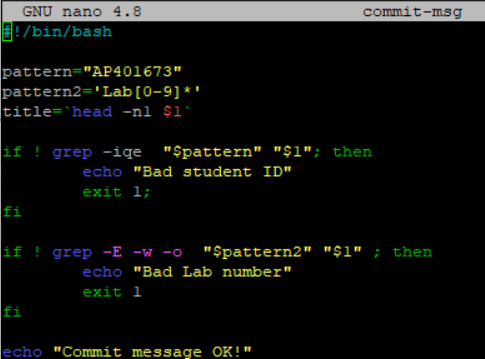 GNU nano 4.8 commit-msg
#!/bin/bash
pattern="AP401673"
pattern2='Lab[0-9]*'
title=`head -n1 $1`
if ! grep -iqe "$pattern" "$1"; then
echo "Bad student ID"
exit 1;
fi
if ! grep -E -w -o "$pattern2" "$1" ; then
echo "Bad Lab number"
exit 1
fi
echo "Commit message OK!"